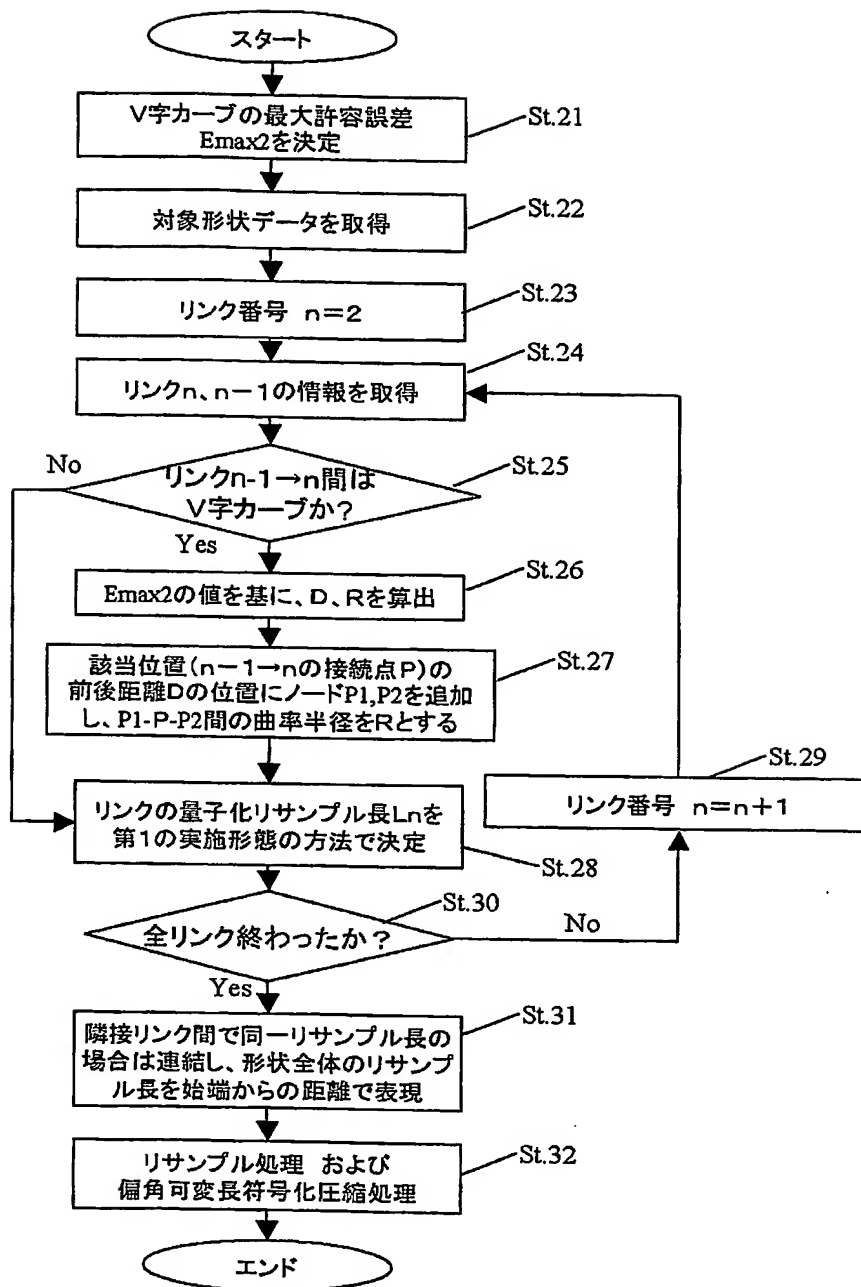 スタート
V字カーブの最大許容誤差
Emax2を決定
St.21
対象形状データを取得
St.22
リンク番号 n=2
St.23
リンクn、n−1の情報を取得
St.24
No
リンクn-1→n間は
V字カーブか?
St.25
Yes
Emax2の値を基に、D、Rを算出
St.26
該当位置(n−1→nの接続点P)の
前後距離Dの位置にノードP1,P2を追加
し、P1-P-P2間の曲率半径をRとする
St.27
リンクの量子化リサンプル長Lnを
第1の実施形態の方法で決定
St.28
リンク番号 n=n+1
St.29
全リンク終わったか?
St.30
No
Yes
隣接リンク間で同一リサンプル長の
場合は連結し、形状全体のリサンプ
ル長を始端からの距離で表現
St.31
リサンプル処理 および
偏角可変長符号化圧縮処理
St.32
エンド